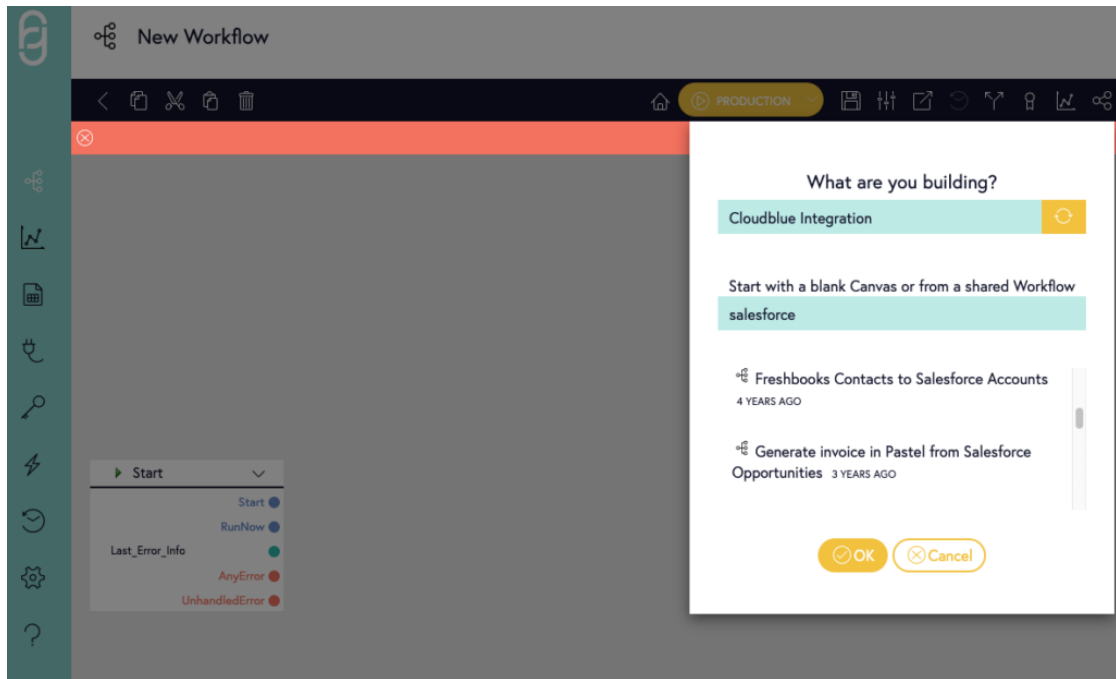 New Workflow
PRODUCTION
What are you building?
Cloudblue Integration
Start with a blank Canvas or from a shared Workflow
salesforce
Freshbooks Contacts to Salesforce Accounts
4 YEARS AGO
Generate invoice in Pastel from Salesforce
Opportunities 3 YEARS AGO
OK Cancel
Start
Start
RunNow
Last_Error_Info
AnyError
UnhandledError